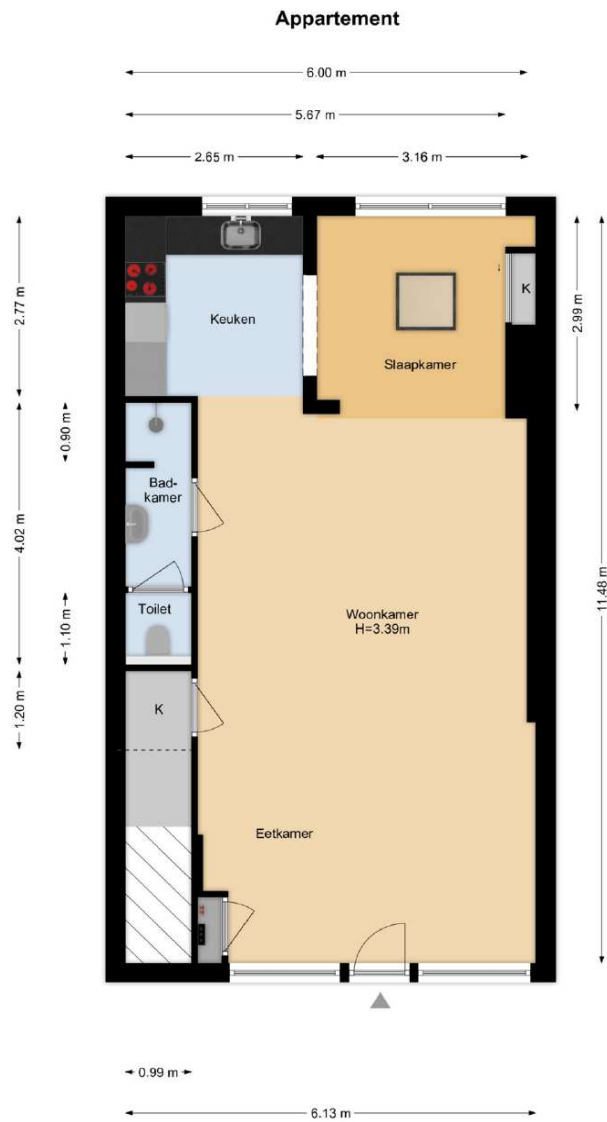 Appartement
6.00 m
5.67 m
2.65 m
3.16 m
2.77 m
2.99 m
K
Keuken
Slaapkamer
0.90 m
Bad-
kamer
4.02 m
11.48 m
Toilet
1.10 m
Woonkamer
H=3.39m
K
1.20 m
Eetkamer
0.99 m
6.13 m